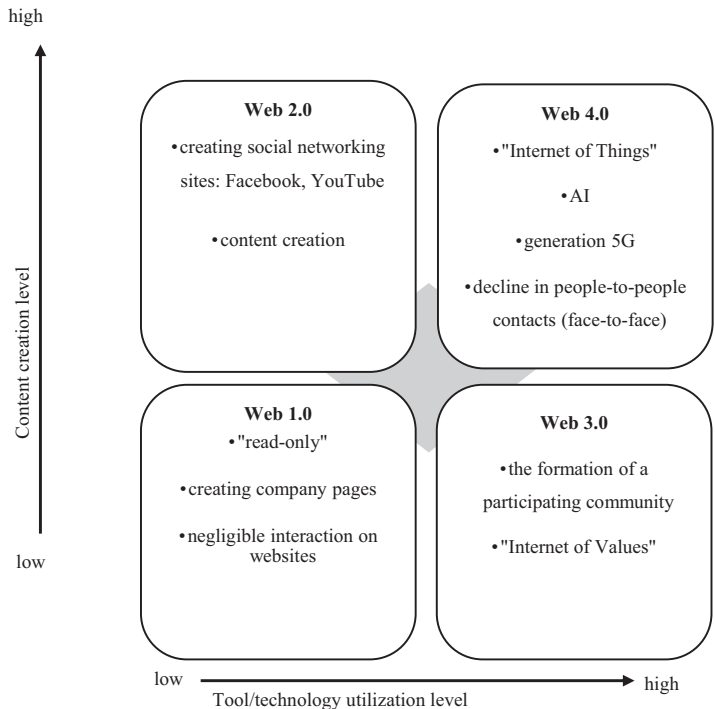 high
Web 2.0
•creating social networking
sites: Facebook, YouTube
•content creation
Web 4.0
•"Internet of Things"
•AI
•generation 5G
•decline in people-to-people
contacts (face-to-face)
Content creation level
Web 1.0
•"read-only"
•creating company pages
•negligible interaction on
websites
Web 3.0
•the formation of a
participating community
•"Internet of Values"
low
low
high
Tool/technology utilization level